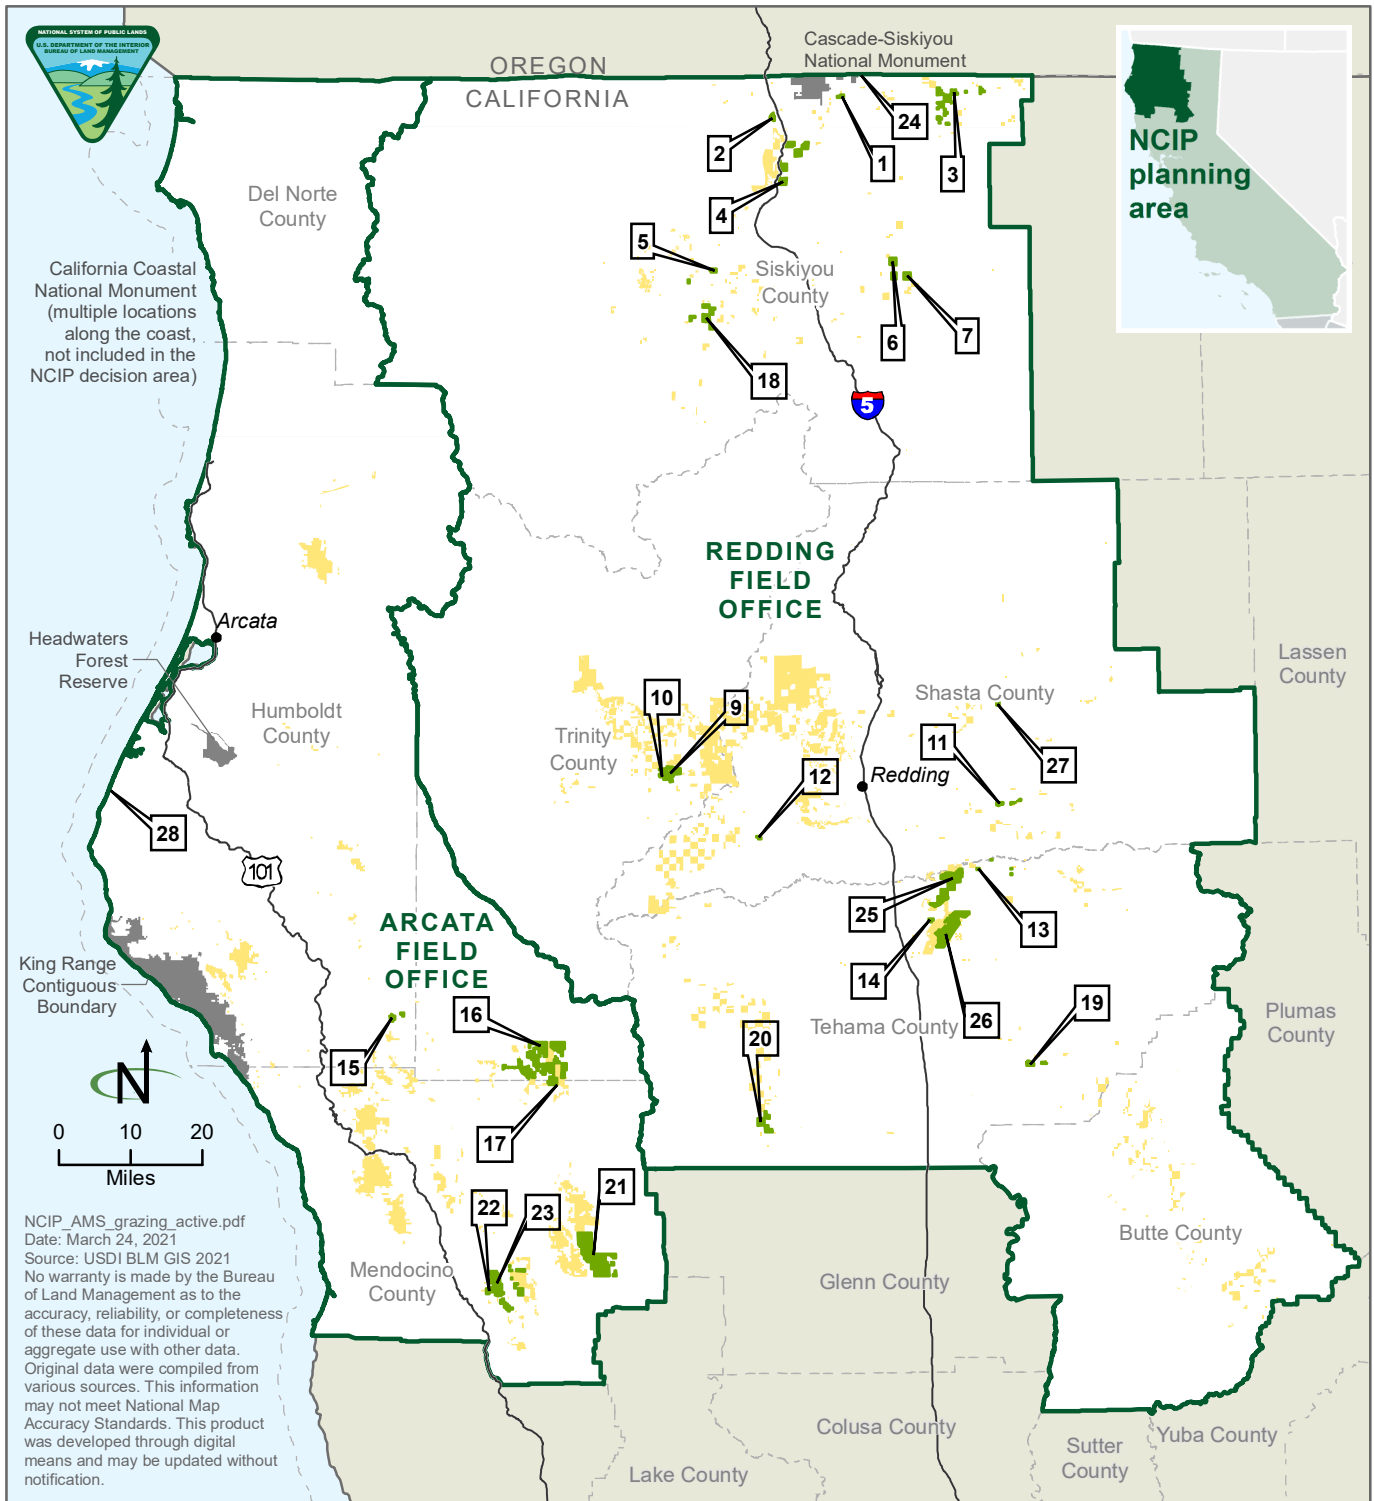 NATIONAL SYSTEM OF PUBLIC LANDS
U.S. DEPARTMENT OF THE INTERIOR
BUREAU OF LAND MANAGEMENT
OREGON
CALIFORNIA
Cascade-Siskiyou
National Monument
NCIP
planning
area
24
2
1
3
4
Del Norte
County
5
Siskiyou
County
California Coastal
National Monument
(multiple locations
along the coast,
not included in the
NCIP decision area)
6
7
18
5
REDDING
FIELD
OFFICE
Arcata
Headwaters
Forest
Reserve
Lassen
County
10
9
Shasta County
Humboldt
County
Trinity
County
11
27
12
Redding
28
101
ARCATA
FIELD
OFFICE
25
13
14
King Range
Contiguous
Boundary
16
19
26
Tehama County
Plumas
County
20
15
N
0 10 20
Miles
17
21
22
23
NCIP_AMS_grazing_active.pdf
Date: March 24, 2021
Source: USDI BLM GIS 2021
No warranty is made by the Bureau
of Land Management as to the
accuracy, reliability, or completeness
of these data for individual or
aggregate use with other data.
Original data were compiled from
various sources. This information
may not meet National Map
Accuracy Standards. This product
was developed through digital
means and may be updated without
notification.
Butte County
Mendocino
County
Glenn County
Colusa County
Sutter
County
Yuba County
Lake County